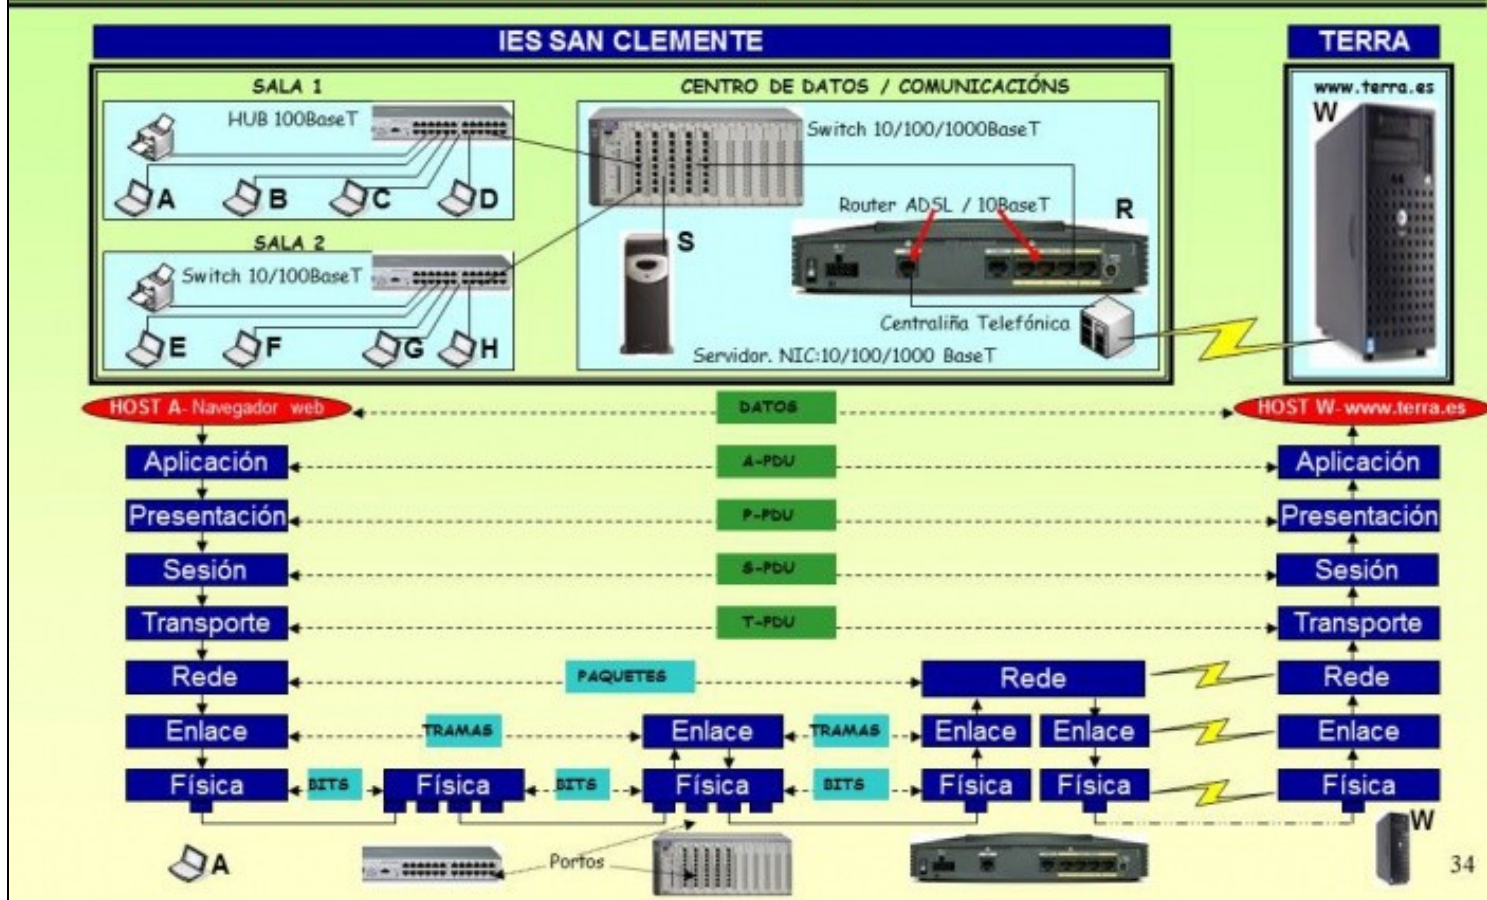 IES SAN CLEMENTE
TERRA
SALA 1
HUB 100BaseT
A
B
C
D
SALA 2
Switch 10/100BaseT
E
F
G
H
CENTRO DE DATOS / COMUNICACIÓNS
Switch 10/100/1000BaseT
Router ADSL / 10BaseT
R
S
Centraliña Telefónica
Servidor. NIC:10/100/1000 BaseT
www.terra.es
W
HOST A- Navegador web
DATOS
HOST W- www.terra.es
Aplicación
A-PDU
Aplicación
Presentación
P-PDU
Presentación
Sesión
S-PDU
Sesión
Transporte
T-PDU
Transporte
Rede
PAQUETES
Rede
Rede
Enlace
TRAMAS
Enlace
TRAMAS
Enlace
Enlace
Enlace
Física
BITS
Física
BITS
Física
BITS
Física
Física
Física
A
Portos
W
34